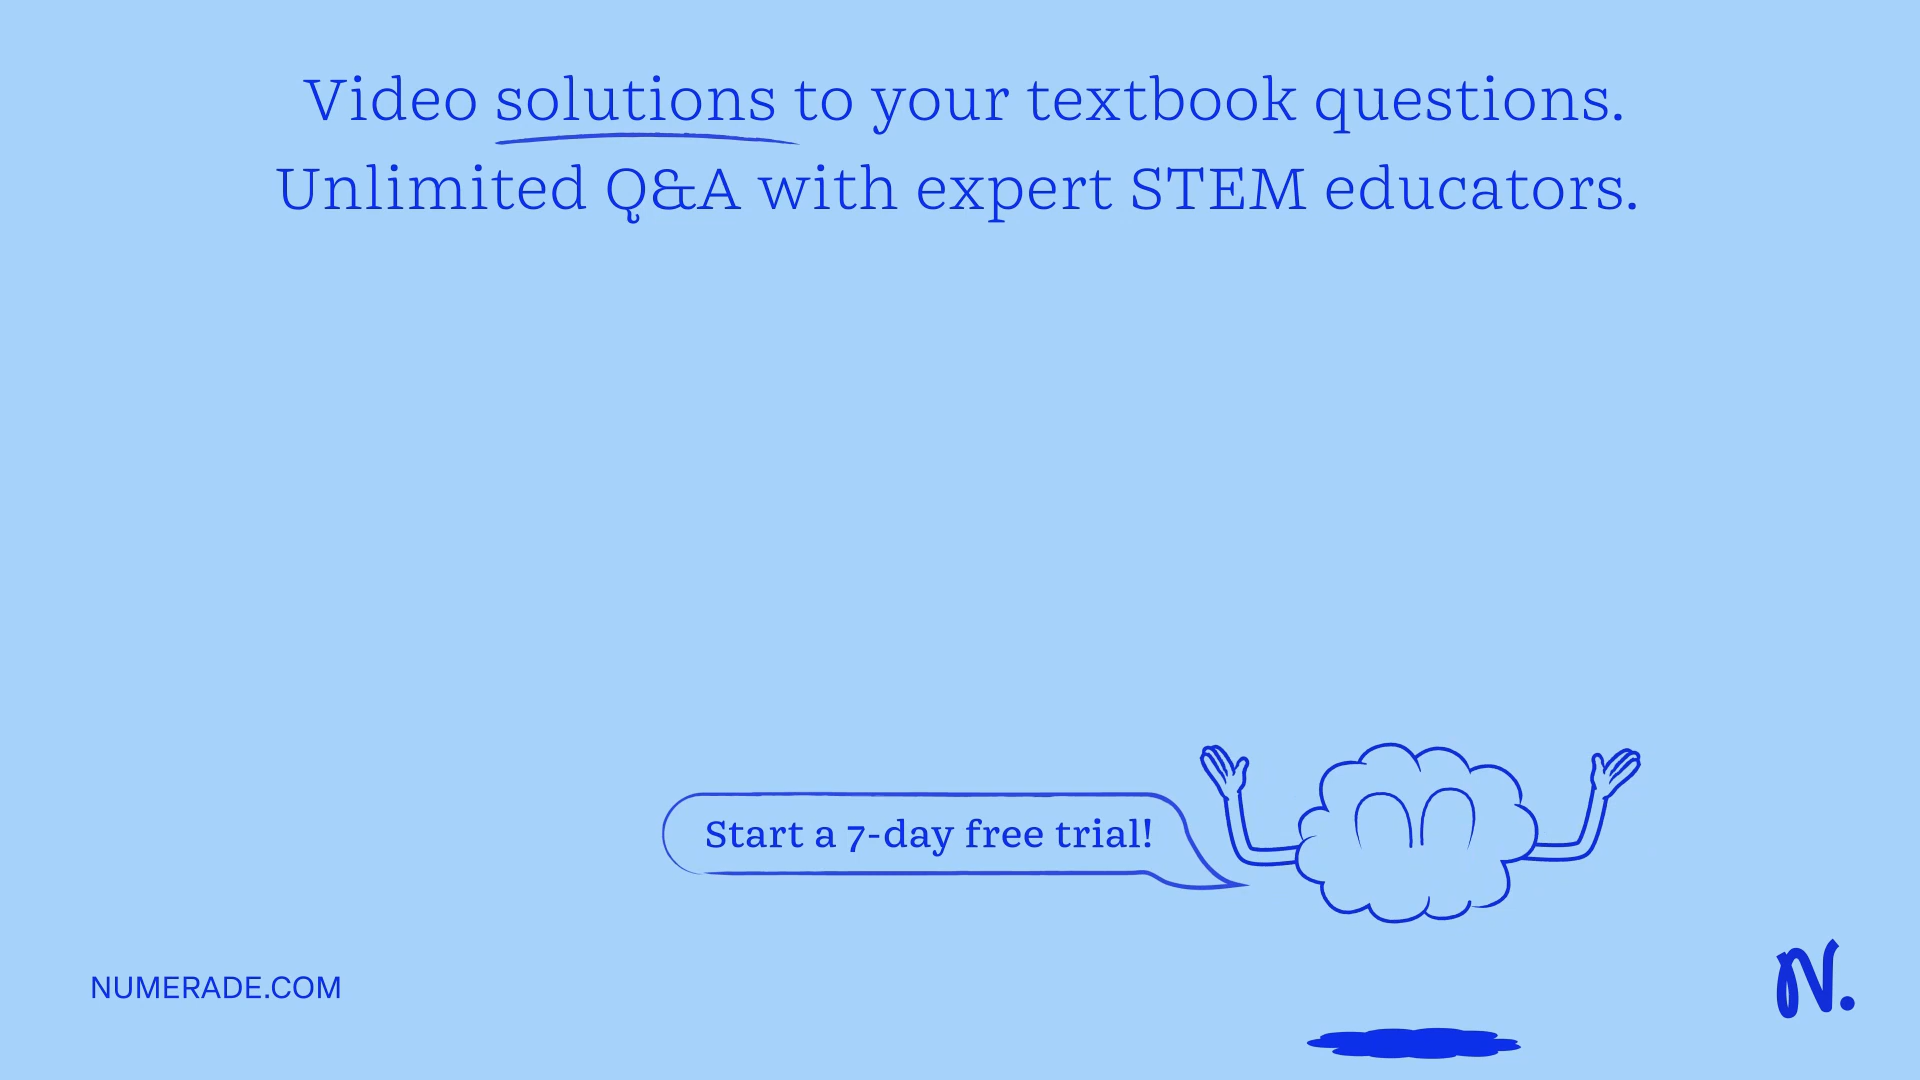 Video solutions to your textbook questions.
Unlimited Q&A with expert STEM educators.
Start a 7-day free trial!
NUMERADE.COM
N.